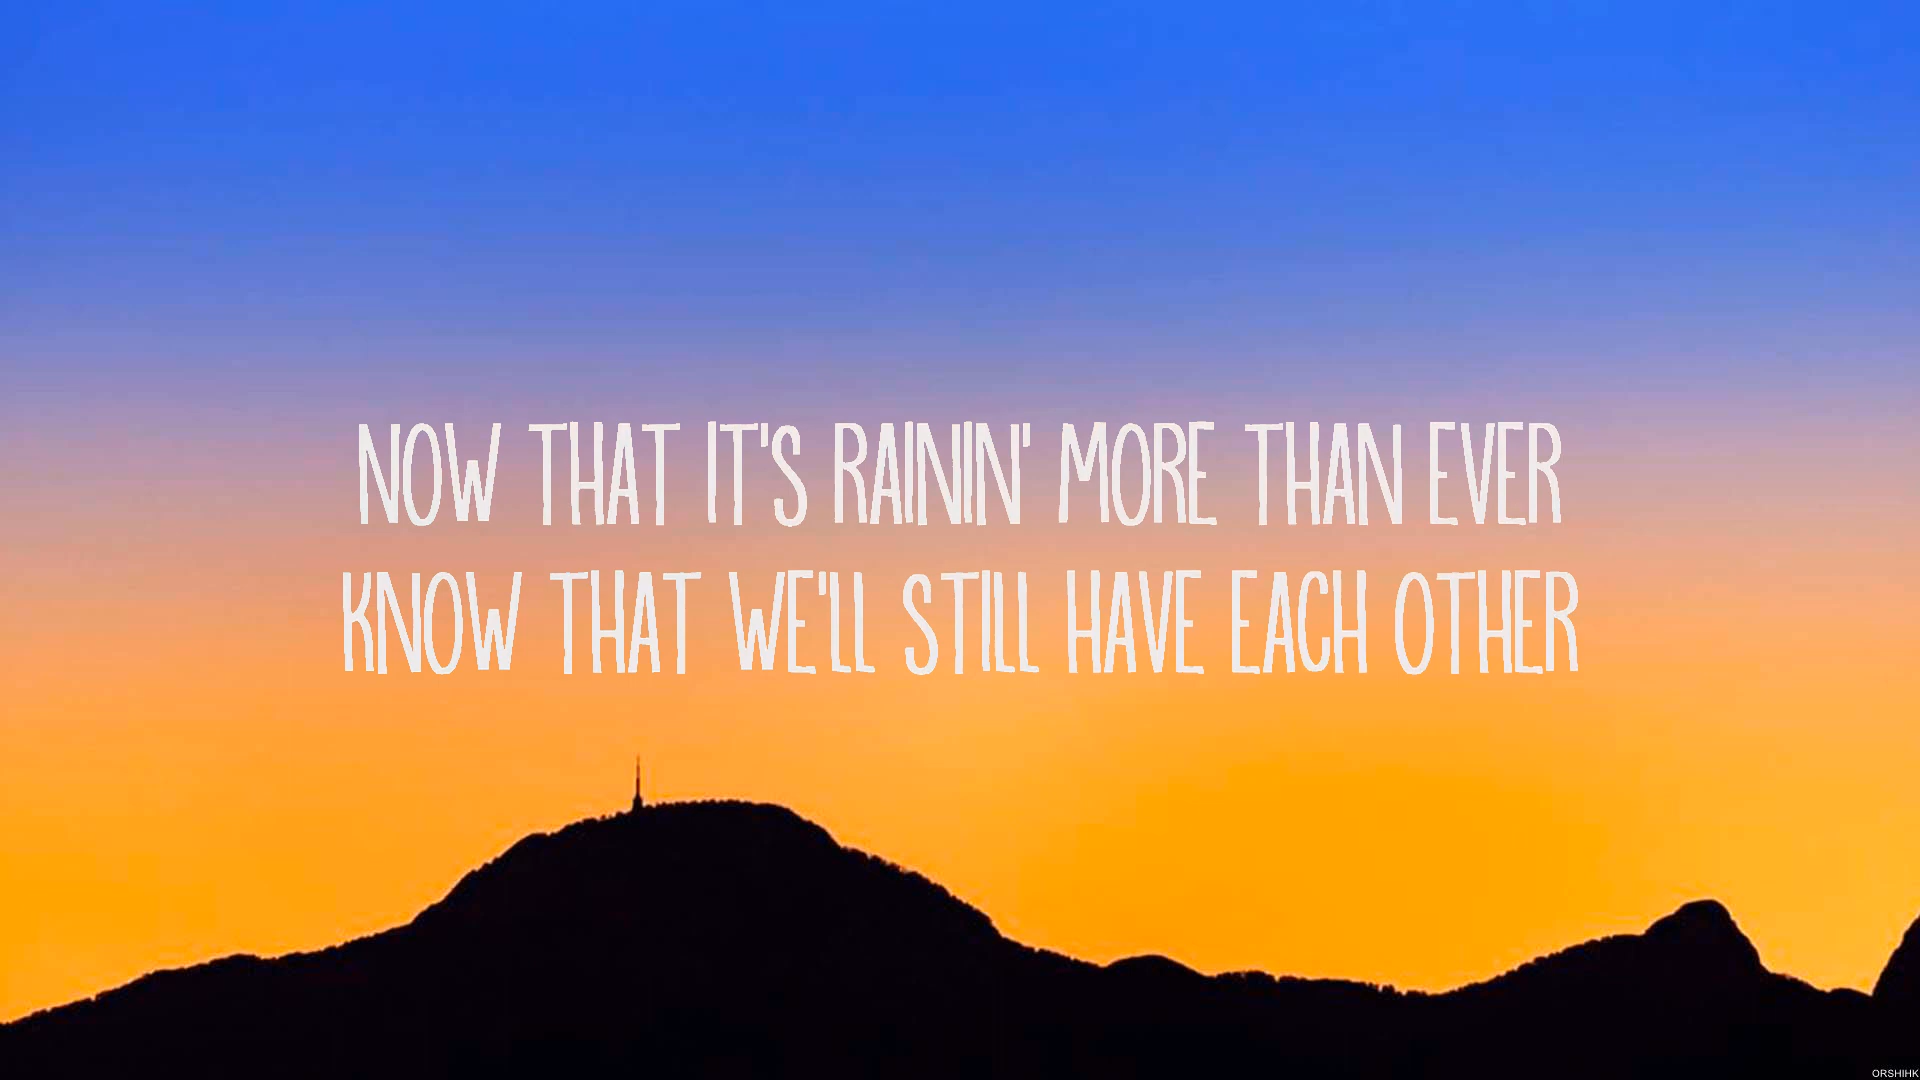 NOW THAT IT'S RAININ' MORE THAN EVER
KNOW THAT WE'LL STILL HAVE EACH OTHER
ORSHIHK